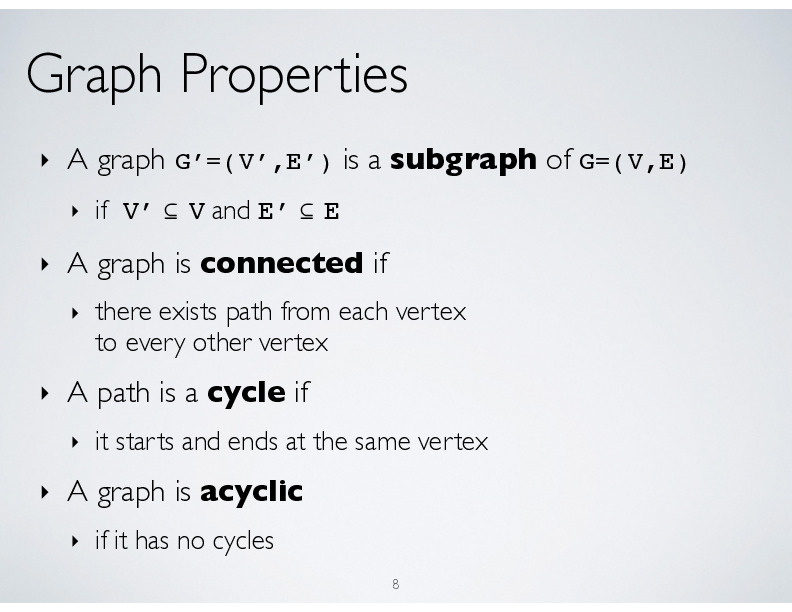 Graph Properties
‣ A graph G’=(V’,E’) is a subgraph of G=(V,E)
‣ if V’ ⊆ V and E’ ⊆ E
‣ A graph is connected if
‣ there exists path from each vertex
to every other vertex
‣ A path is a cycle if
‣ it starts and ends at the same vertex
‣ A graph is acyclic
‣ if it has no cycles
8